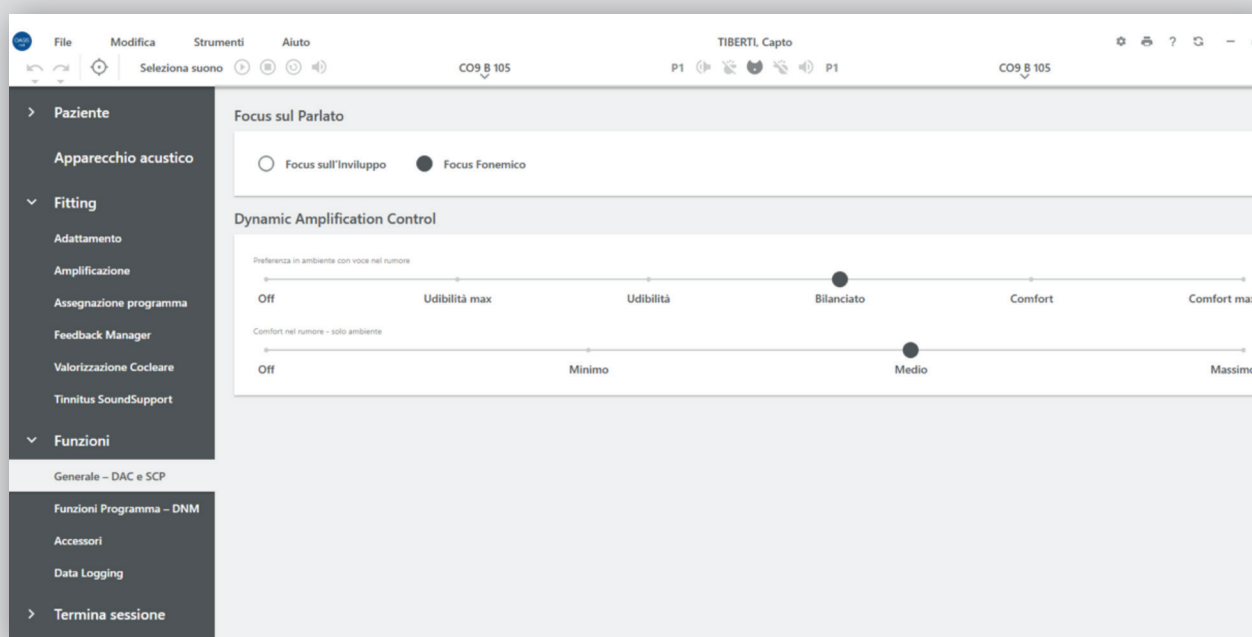 OASIS
File Modifica Strumenti Aiuto TIBERTI, Capto ?
Seleziona suono CO9 B 105 P1 P1 CO9 B 105
Paziente
Apparecchio acustico
Fitting
Adattamento
Amplificazione
Assegnazione programma
Feedback Manager
Valorizzazione Cocleare
Tinnitus SoundSupport
Funzioni
Generale – DAC e SCP
Funzioni Programma – DNM
Accessori
Data Logging
Termina sessione
Focus sul Parlato
Focus sull'Inviluppo Focus Fonemico
Dynamic Amplification Control
Preferenza in ambiente con voce nel rumore
Off Udibilità max Udibilità Bilanciato Comfort Comfort max
Comfort nel rumore - solo ambiente
Off Minimo Medio Massimo